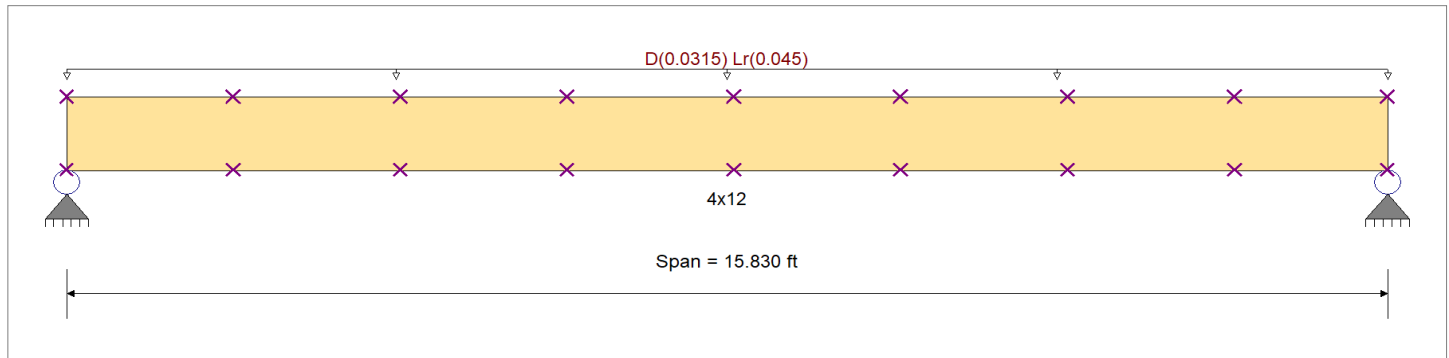 D(0.0315) Lr(0.045)
4x12
Span = 15.830 ft